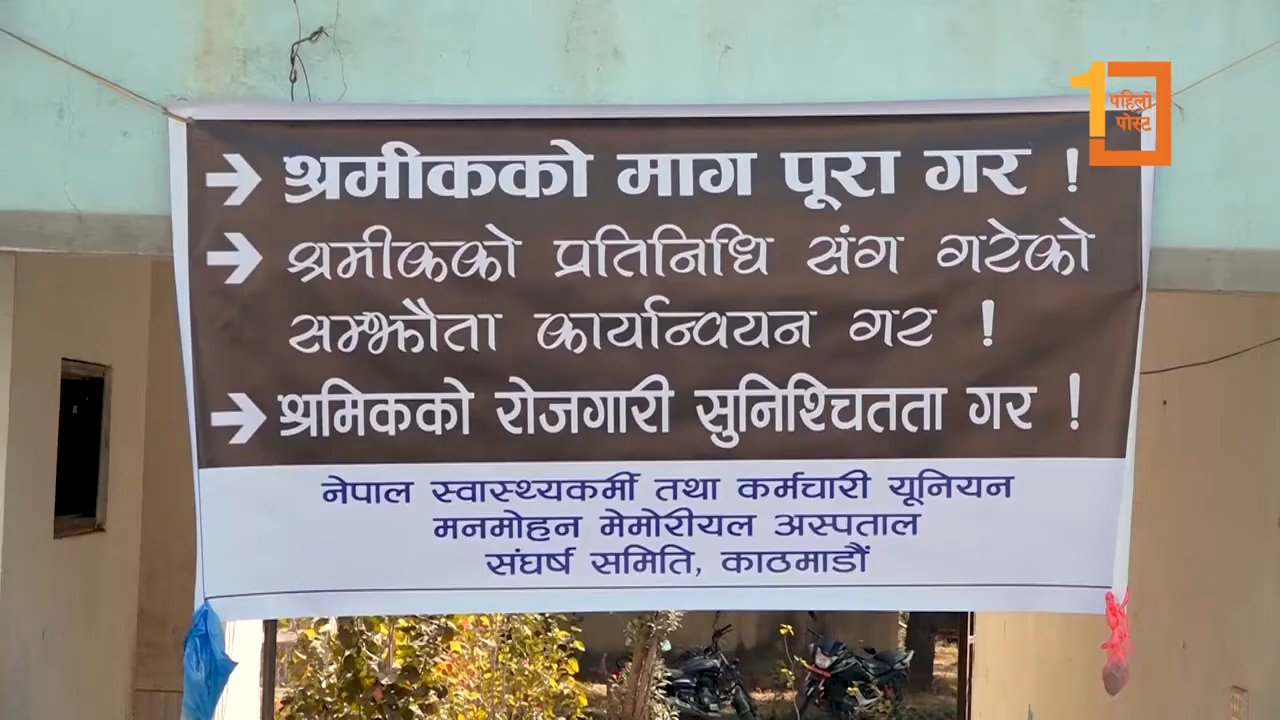 1
पहिलो
पोस्ट
→ श्रमीकको माग पूरा गर !
→ श्रमीकको प्रतिनिधि संग गरेको
सम्झौता कार्यान्वयन गर !
→ श्रमिकको रोजगारी सुनिश्चितता गर !
नेपाल स्वास्थ्यकर्मी तथा कर्मचारी यूनियन
मनमोहन मेमोरीयल अस्पताल
संघर्ष समिति, काठमाडौं